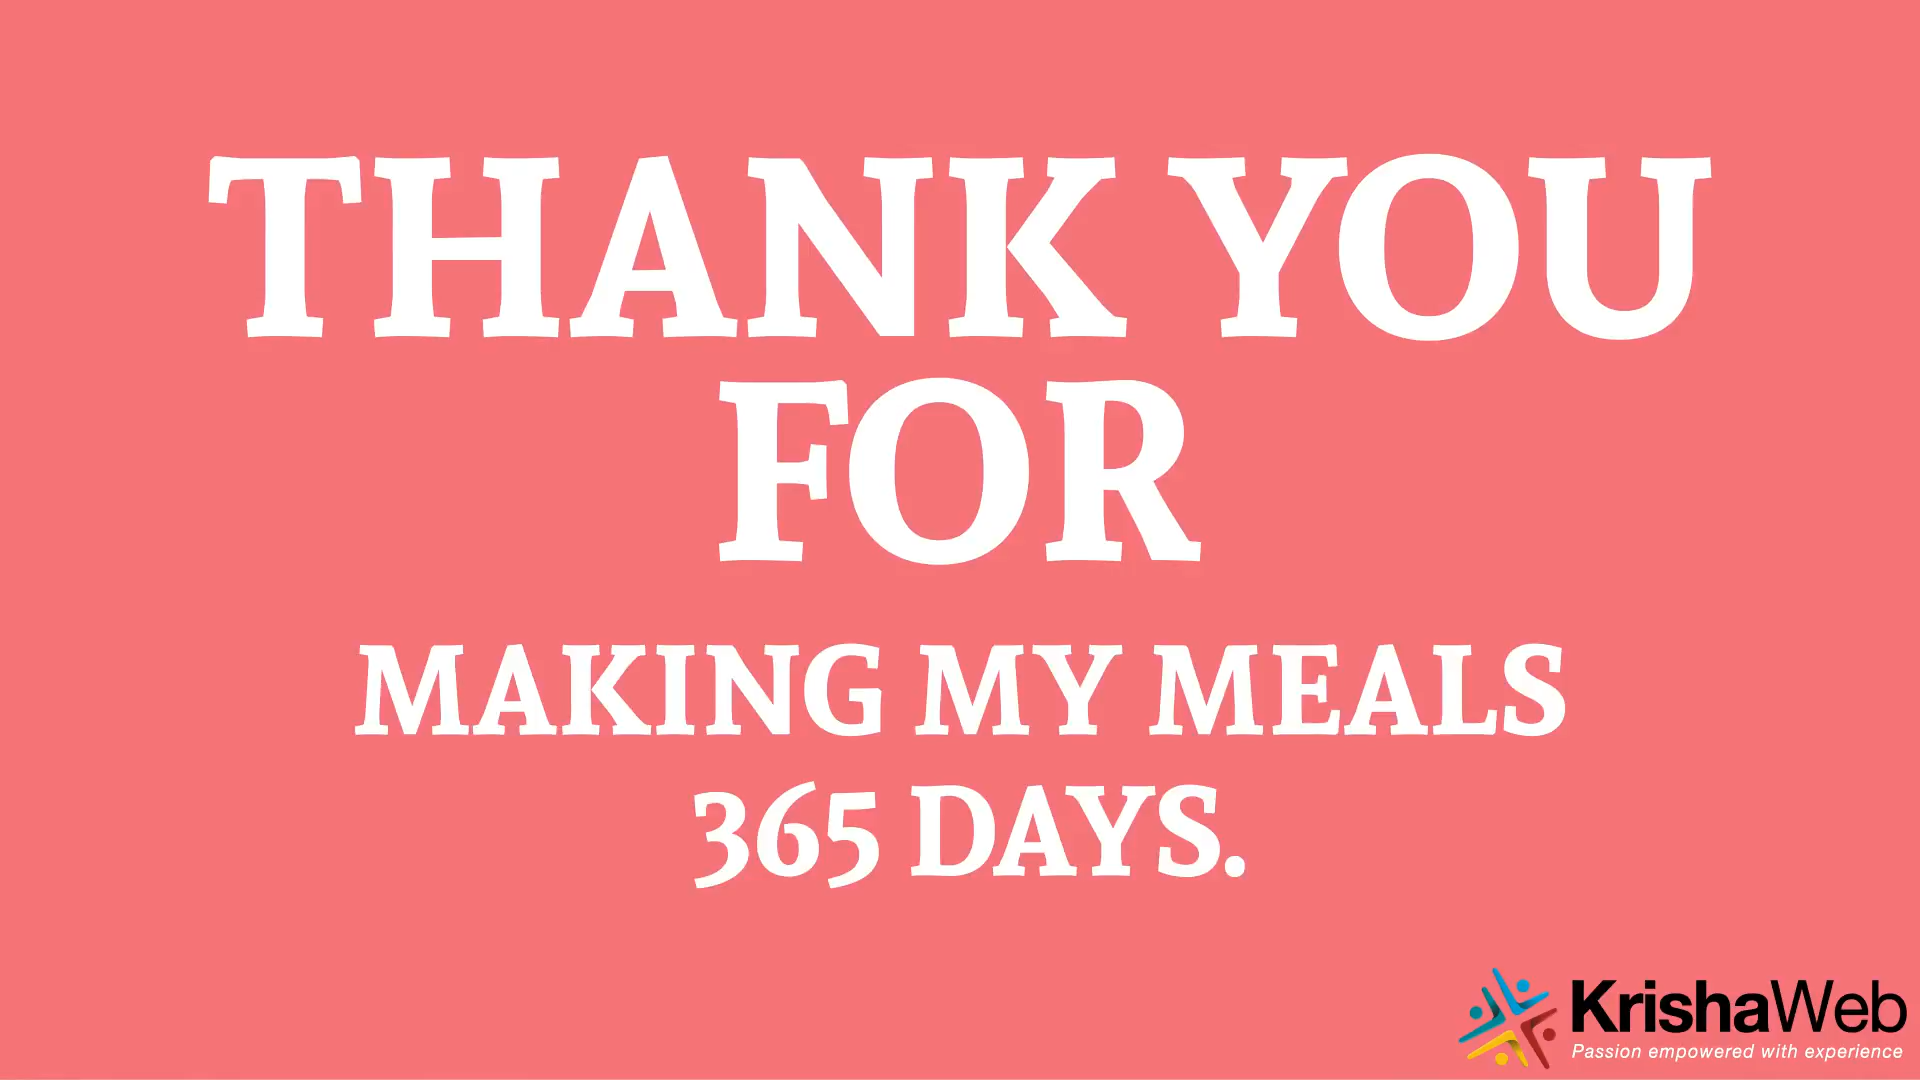 THANK YOU
FOR
MAKING MY MEALS
365 DAYS.
KrishaWeb
Passion empowered with experience